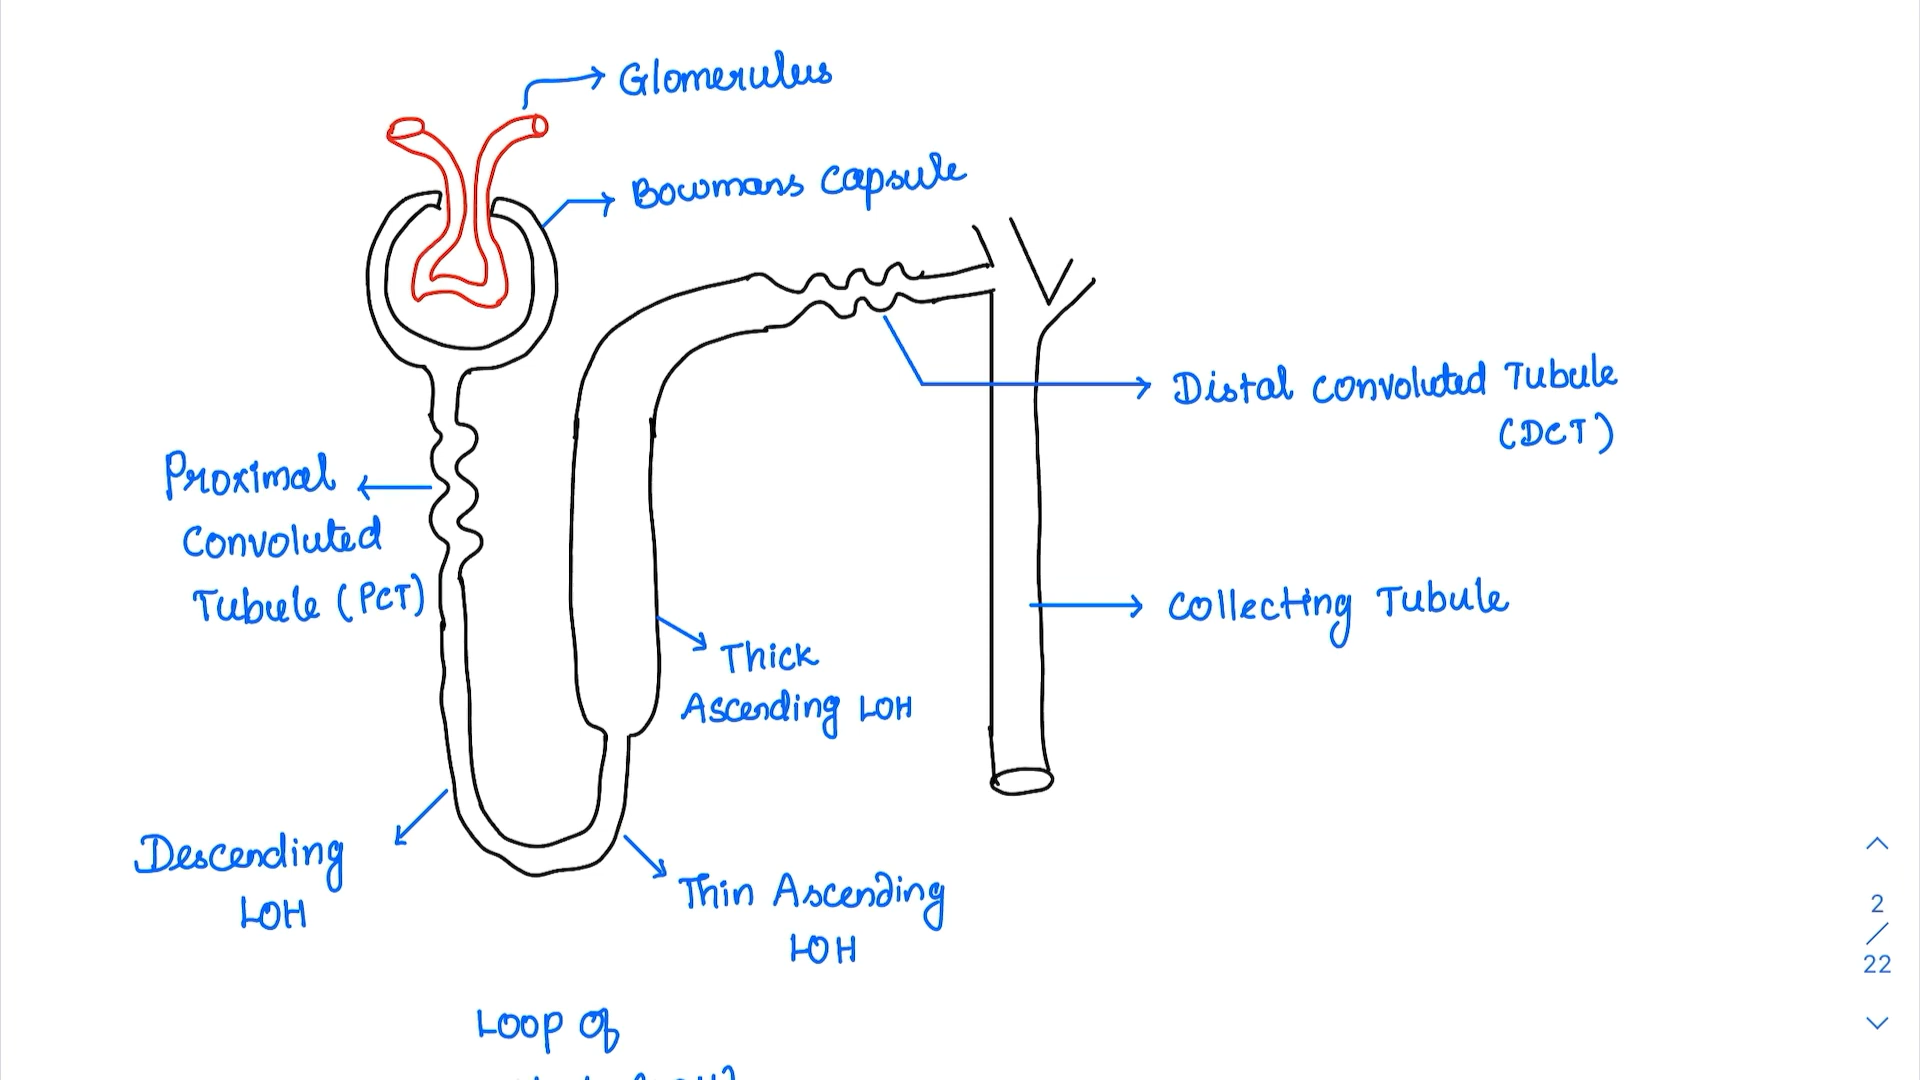 Glomerulus
Bowmans Capsule
Distal Convoluted Tubule
(DCT)
Proximal
Convoluted
Tubule (PCT)
Collecting Tubule
Thick
Ascending LOH
Descending
LOH
Thin Ascending
LOH
2
/
22
Loop of